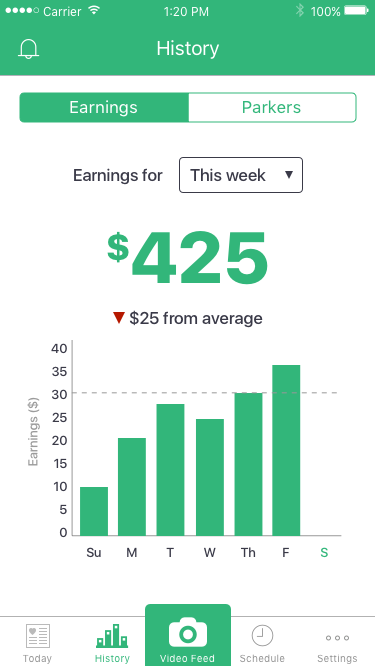 Carrier 1:20 PM 100%
History
Earnings Parkers
Earnings for This week ▼
$425
▼ $25 from average
40
35
30
25
20
15
10
5
0
Earnings ($)
Su M T W Th F S
Today History Video Feed Schedule Settings